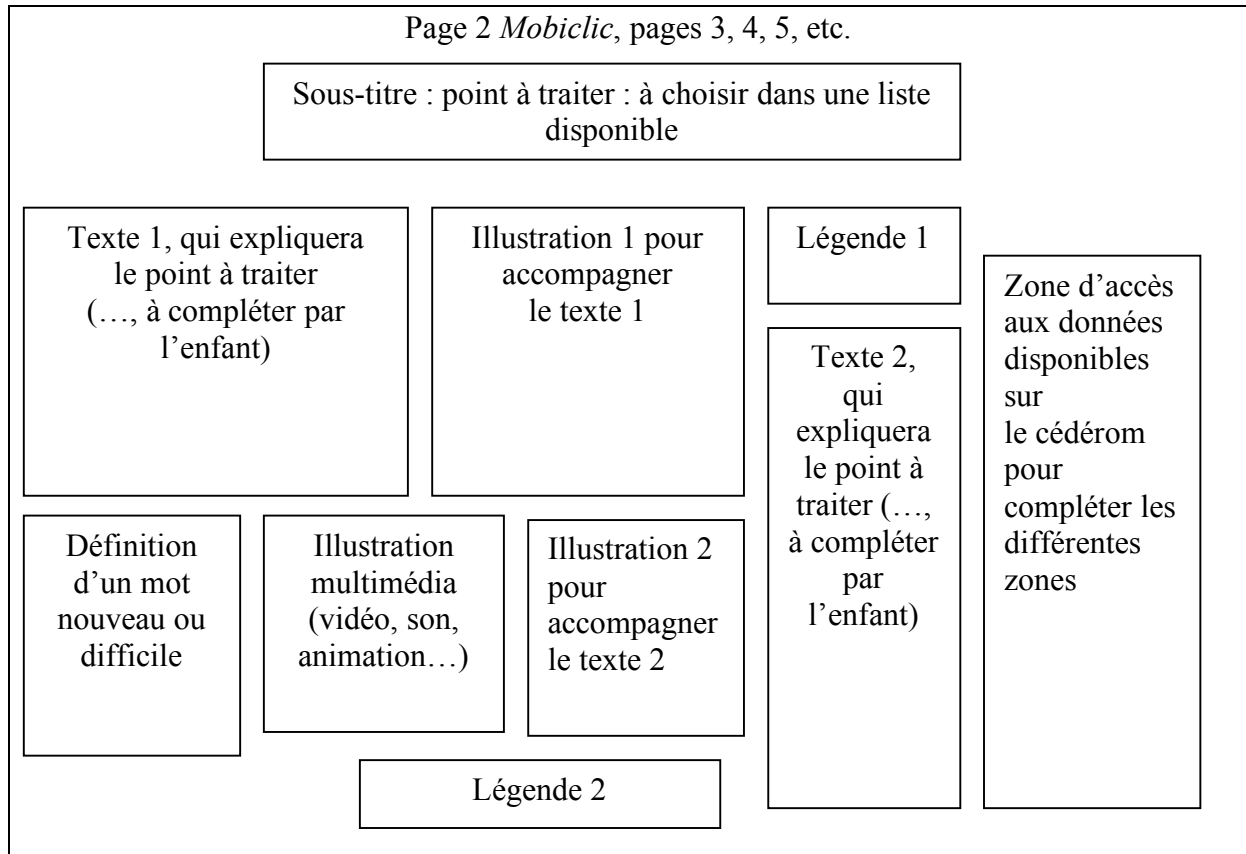 Page 2 Mobiclic, pages 3, 4, 5, etc.
Sous-titre : point à traiter : à choisir dans une liste
disponible
Texte 1, qui expliquera
le point à traiter
(…, à compléter par
l’enfant)
Illustration 1 pour
accompagner
le texte 1
Légende 1
Texte 2,
qui
expliquera
le point à
traiter (…,
à compléter
par
l’enfant)
Zone d’accès
aux données
disponibles
sur
le cédérom
pour
compléter les
différentes
zones
Définition
d’un mot
nouveau ou
difficile
Illustration
multimédia
(vidéo, son,
animation…)
Illustration 2
pour
accompagner
le texte 2
Légende 2